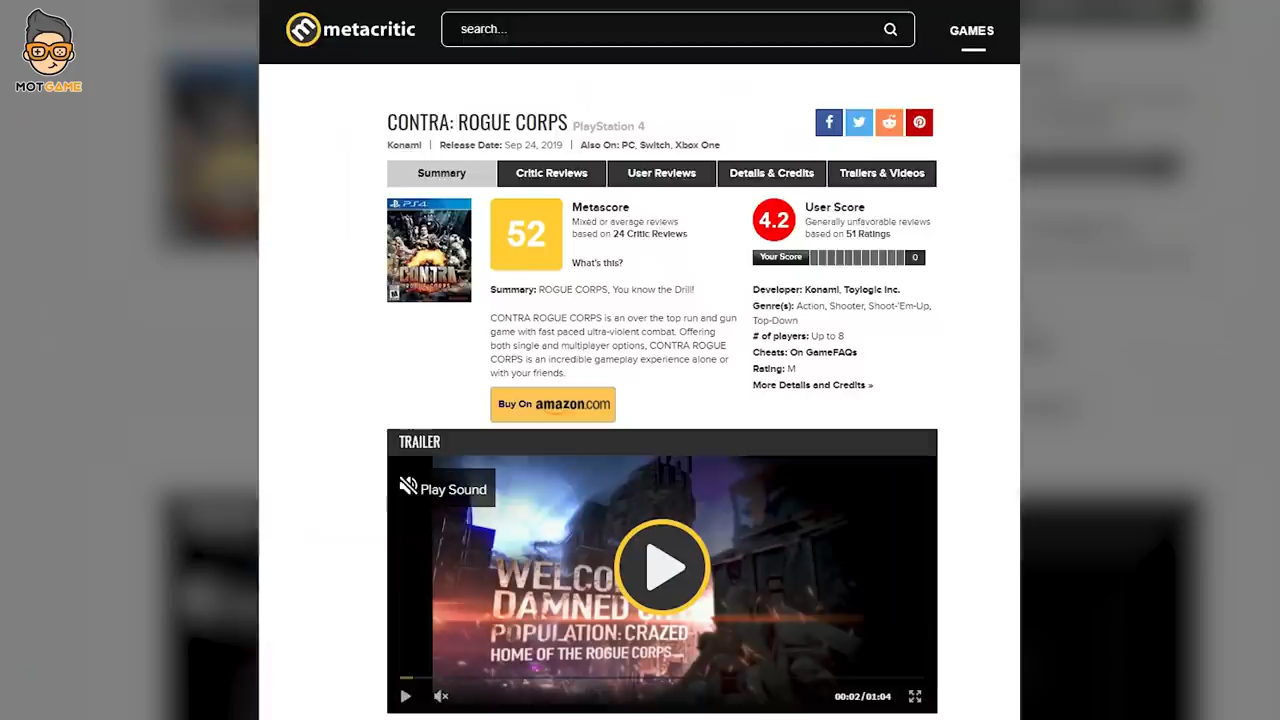 MOTGAME
metacritic
search...
GAMES
CONTRA: ROGUE CORPS PlayStation 4
Konami | Release Date: Sep 24, 2019 | Also On: PC, Switch, Xbox One
Summary
Critic Reviews
User Reviews
Details & Credits
Trailers & Videos
PS4
CONTRA
ROGUE CORPS
M
52
Metascore
Mixed or average reviews
based on 24 Critic Reviews
What's this?
4.2
User Score
Generally unfavorable reviews
based on 51 Ratings
Your Score
0
Summary: ROGUE CORPS, You know the Drill!
CONTRA ROGUE CORPS is an over the top run and gun
game with fast paced ultra-violent combat. Offering
both single and multiplayer options, CONTRA ROGUE
CORPS is an incredible gameplay experience alone or
with your friends.
Buy On amazon.com
Developer: Konami, Toylogic Inc.
Genre(s): Action, Shooter, Shoot-'Em-Up,
Top-Down
# of players: Up to 8
Cheats: On GameFAQs
Rating: M
More Details and Credits »
TRAILER
Play Sound
DAMNED
POPULATION: CRAZED
HOME OF THE ROGUE CORPS
00:02/01:04